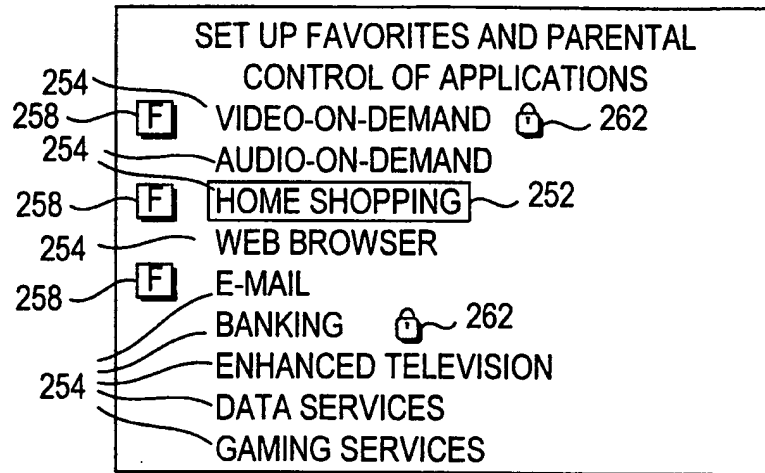 SET UP FAVORITES AND PARENTAL
CONTROL OF APPLICATIONS
254
258 F VIDEO-ON-DEMAND 262
254 AUDIO-ON-DEMAND
258 F HOME SHOPPING 252
254 WEB BROWSER
258 F E-MAIL
BANKING 262
254 ENHANCED TELEVISION
DATA SERVICES
GAMING SERVICES